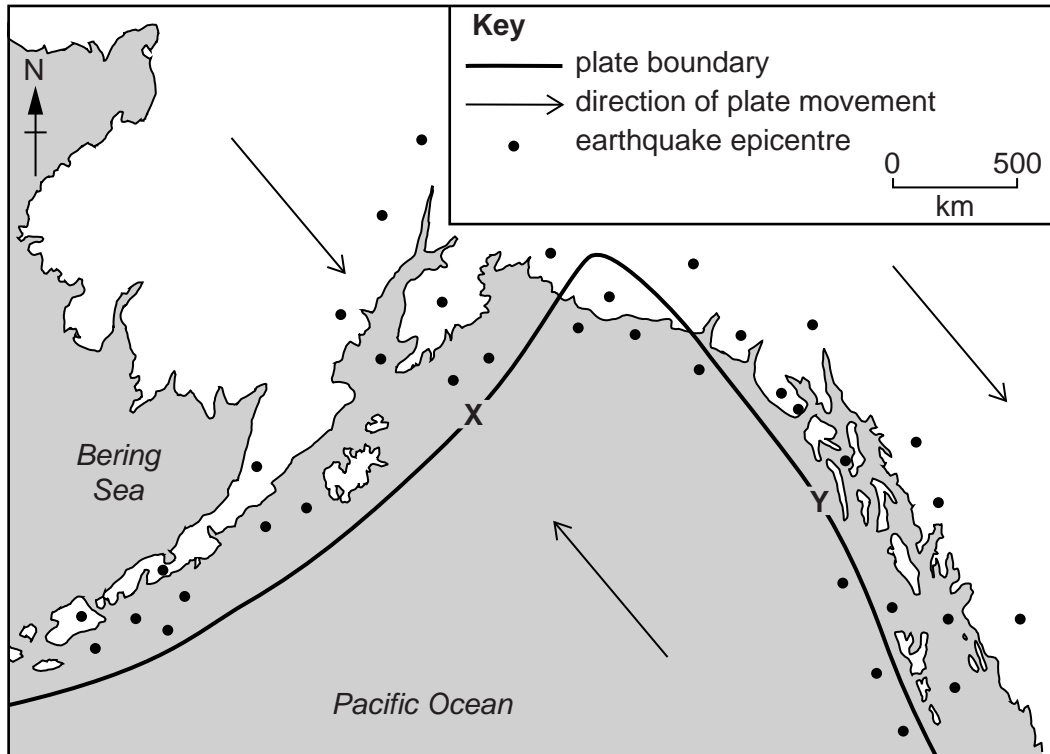 Key
plate boundary
direction of plate movement
earthquake epicentre
0 500
km
N
X
Bering
Sea
Y
Pacific Ocean